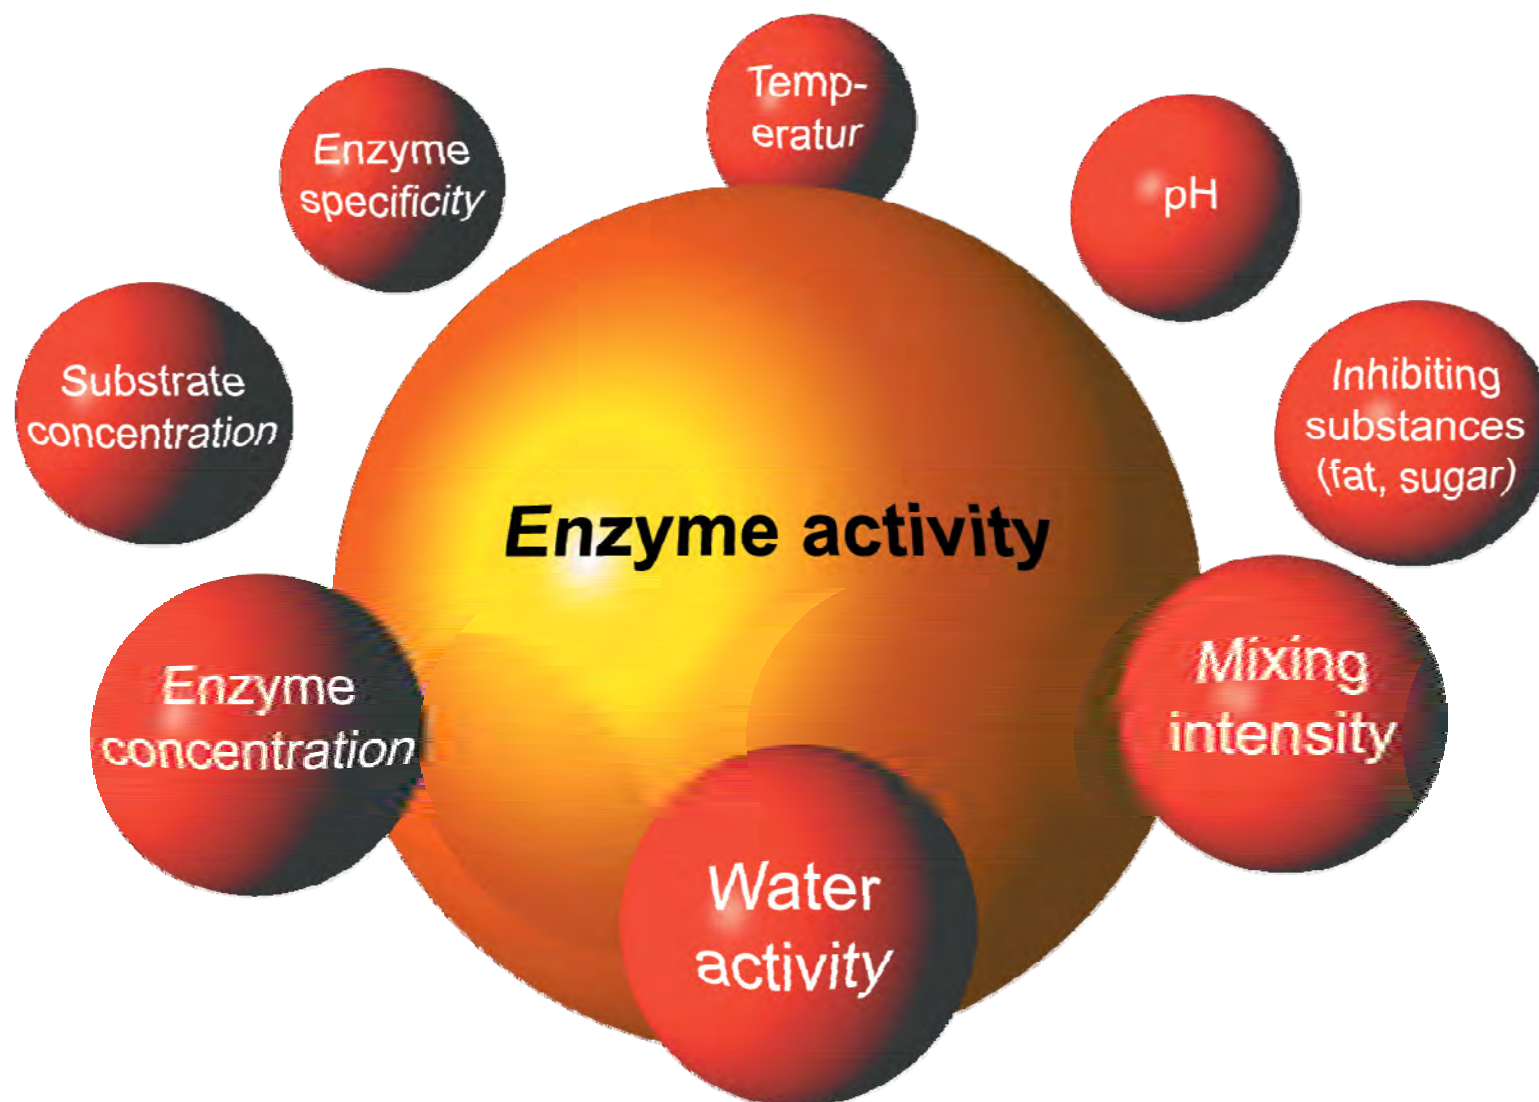 Temp-
eratur
Enzyme
specificity
pH
Substrate
concentration
Inhibiting
substances
(fat, sugar)
Enzyme activity
Enzyme
concentration
Mixing
intensity
Water
activity